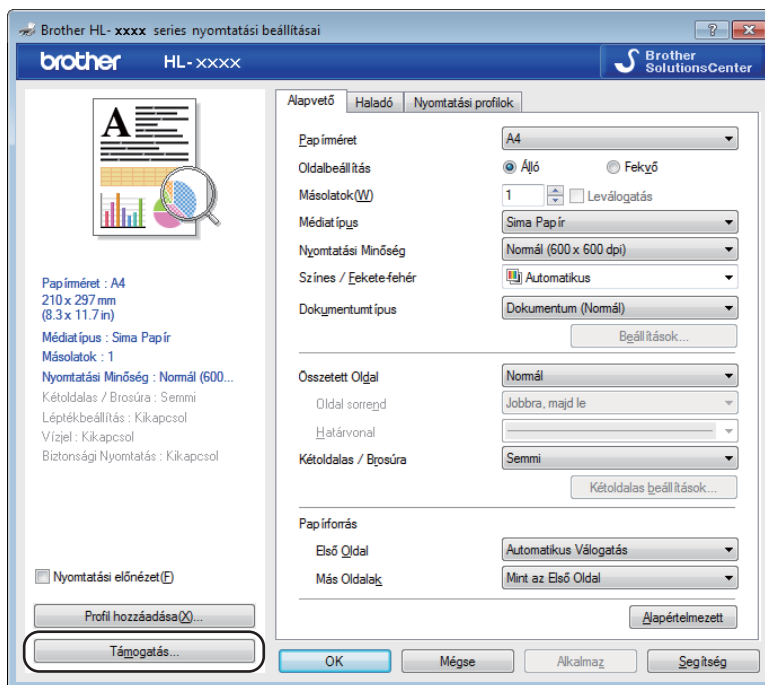 Brother HL- xxxx series nyomtatási beállításai
brother HL-xxxx
Brother
SolutionsCenter
A
Papírméret : A4
210 x 297 mm
(8.3 x 11.7 in)
Médiatípus : Sima Papír
Másolatok : 1
Nyomtatási Minőség : Normál (600...
Kétoldalas / Brosúra : Semmi
Léptékbeállítás : Kikapcsol
Vízjel : Kikapcsol
Biztonsági Nyomtatás : Kikapcsol
Nyomtatási előnézet(F)
Profil hozzáadása(X)...
Támogatás...
Alapvető Haladó Nyomtatási profilok
Papírméret A4
Oldalbeállítás Álló Fekvő
Másolatok(W) 1 Leválogatás
Médiatípus Sima Papír
Nyomtatási Minőség Normál (600 x 600 dpi)
Színes / Fekete-fehér Automatikus
Dokumentumtípus Dokumentum (Normál)
Beállítások...
Összetett Oldal Normál
Oldal sorrend Jobbra, majd le
Határvonal
Kétoldalas / Brosúra Semmi
Kétoldalas beállítások...
Papírforrás
Első Oldal Automatikus Válogatás
Más Oldalak Mint az Első Oldal
Alapértelmezett
OK Mégse Alkalmaz Segítség